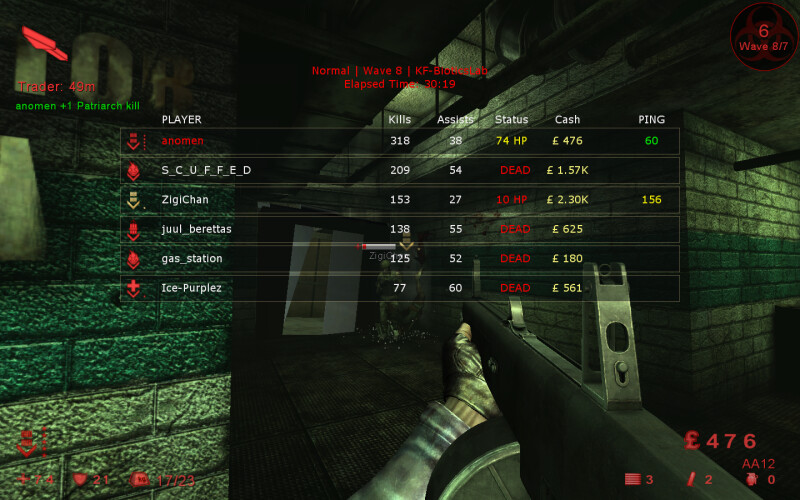 6
Wave 8/7
Trader: 49m
anomen +1 Patriarch kill
Normal | Wave 8 | KF-BioticsLab
Elapsed Time: 30:19
PLAYER Kills Assists Status Cash PING
anomen 318 38 74 HP £ 476 60
S_C_U_F_F_E_D 209 54 DEAD £ 1.57K
ZigiChan 153 27 10 HP £ 2.30K 156
juul_berettas 138 55 DEAD £ 625
gas_station 125 52 DEAD £ 180
Ice-Purplez 77 60 DEAD £ 561
£ 476
AA12
21 17/23 3 2 0